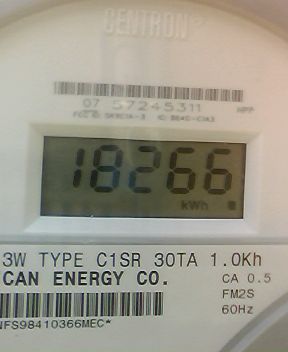 CENTRON
07 57245311
18266
kWh
3W TYPE C1SR 30TA 1.0Kh
CAN ENERGY CO. CA 0.5
FM2S
60Hz
NFS98410366MEC*